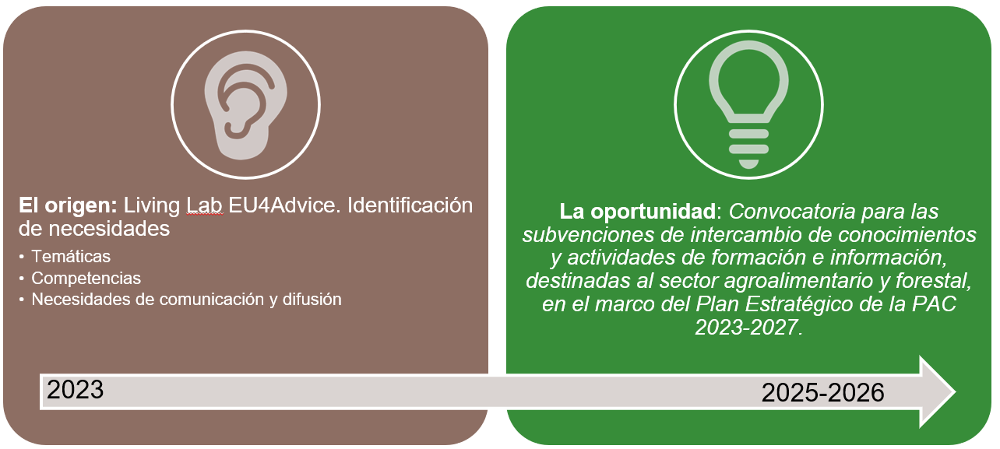 El origen: Living Lab EU4Advice. Identificación
de necesidades
• Temáticas
• Competencias
• Necesidades de comunicación y difusión
La oportunidad: Convocatoria para las
subvenciones de intercambio de conocimientos
y actividades de formación e información,
destinadas al sector agroalimentario y forestal,
en el marco del Plan Estratégico de la PAC
2023-2027.
2023
2025-2026